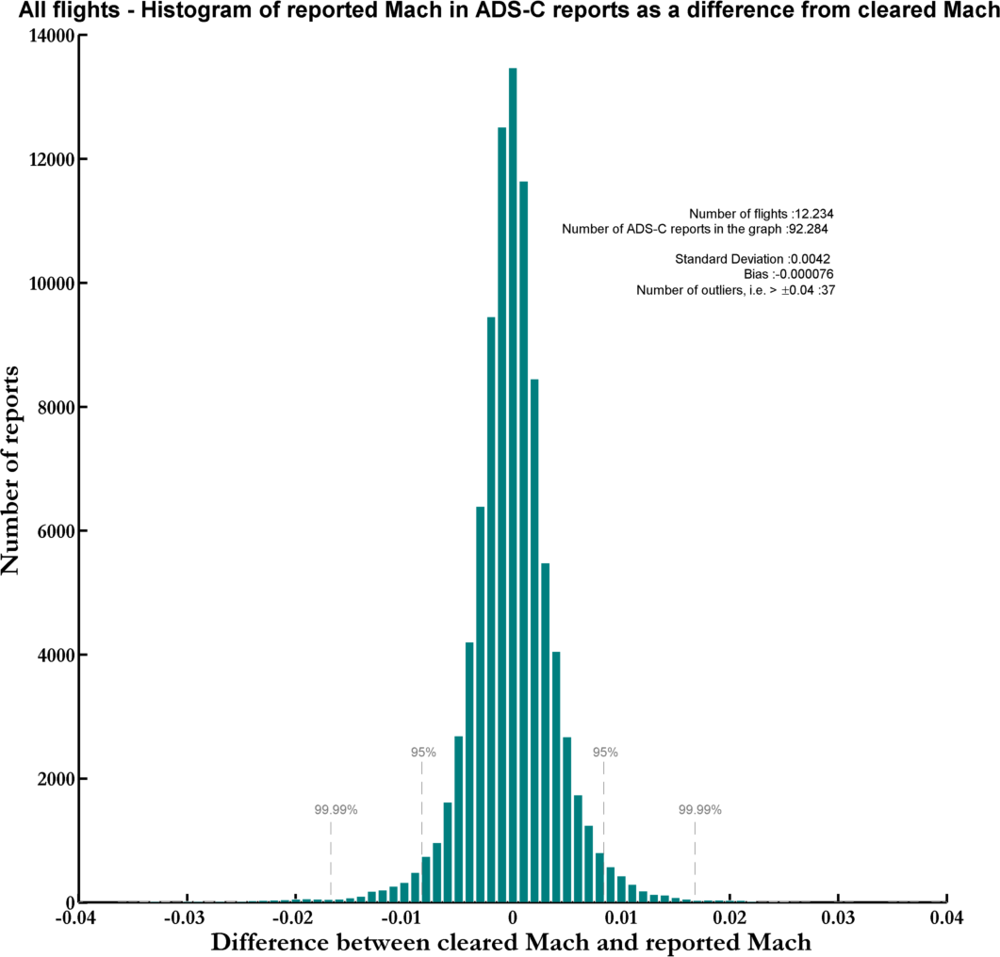 All flights - Histogram of reported Mach in ADS-C reports as a difference from cleared Mach
14000
12000
10000
8000
6000
4000
2000
0
Number of reports
Number of flights :12.234
Number of ADS-C reports in the graph :92.284
Standard Deviation :0.0042
Bias :-0.000076
Number of outliers, i.e. > ±0.04 :37
95%
95%
99.99%
99.99%
-0.04
-0.03
-0.02
-0.01
0
0.01
0.02
0.03
0.04
Difference between cleared Mach and reported Mach